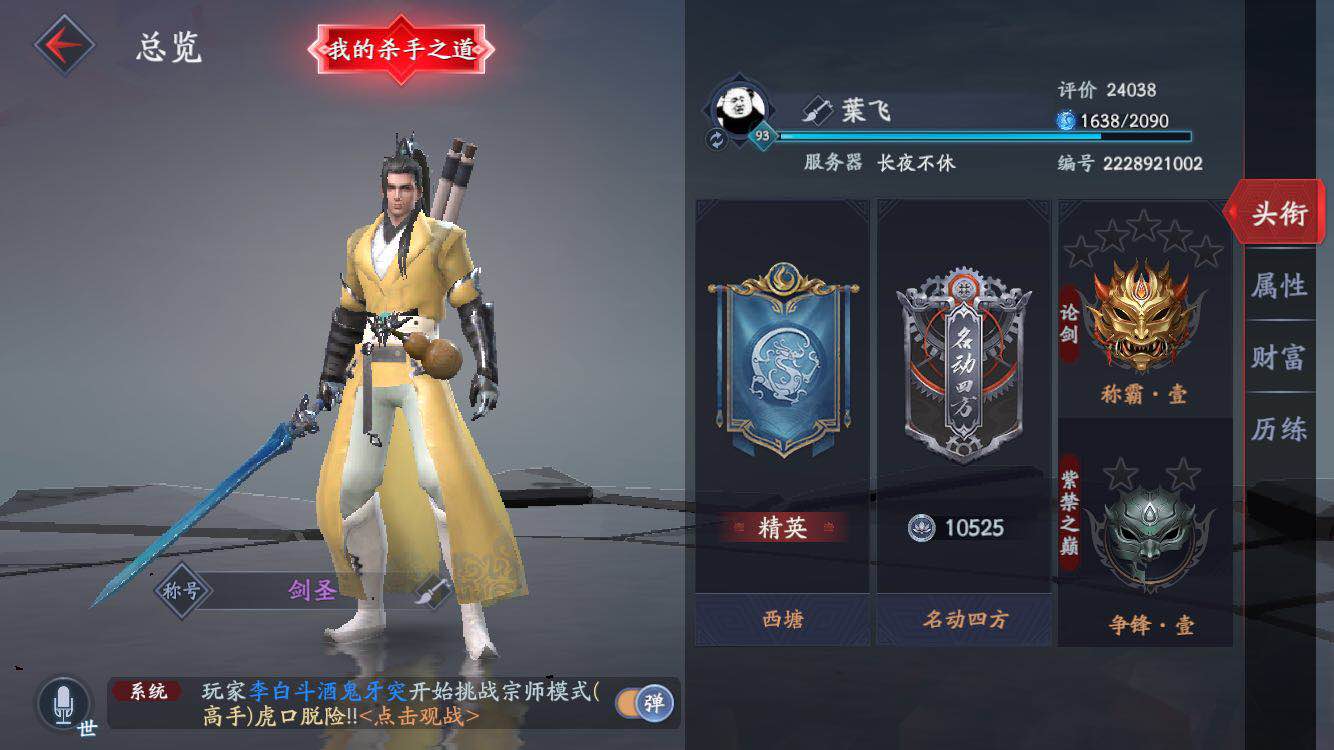 总览
我的杀手之道
葉飞
评价 24038
1638/2090
93
服务器 长夜不休
编号 2228921002
头衔
属性
财富
历练
名动四方
精英
西塘
10525
名动四方
论剑
称霸·壹
紫禁之巅
争锋·壹
称号
剑圣
世
系统
玩家李白斗酒鬼牙突开始挑战宗师模式(
高手)虎口脱险!!<点击观战>
弹